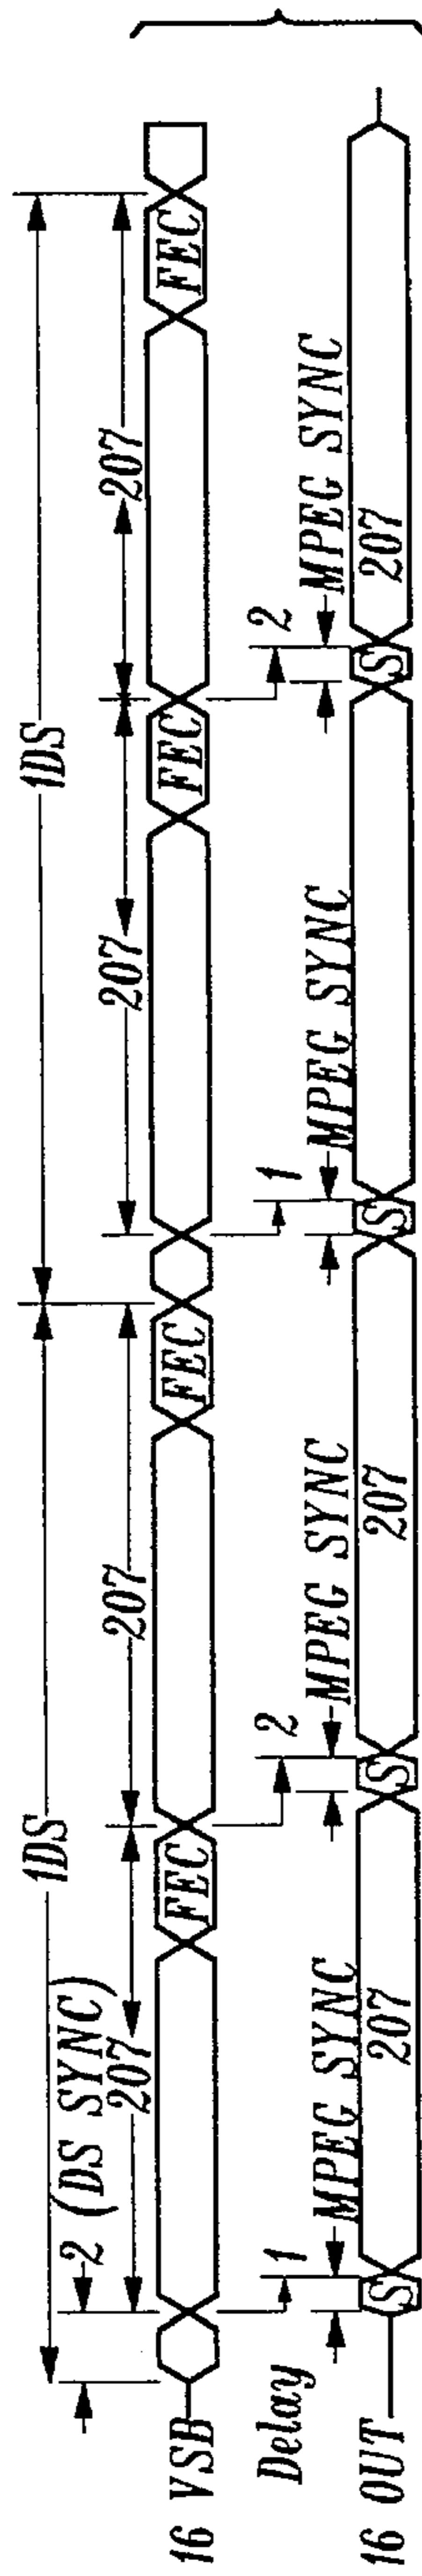 1DS 1DS
2 (DS SYNC)
207 207 207 207
16 VSB FEC FEC FEC FEC
Delay 1 2 1 2
MPEG SYNC MPEG SYNC MPEG SYNC MPEG SYNC
16 OUT S 207 S 207 S S 207